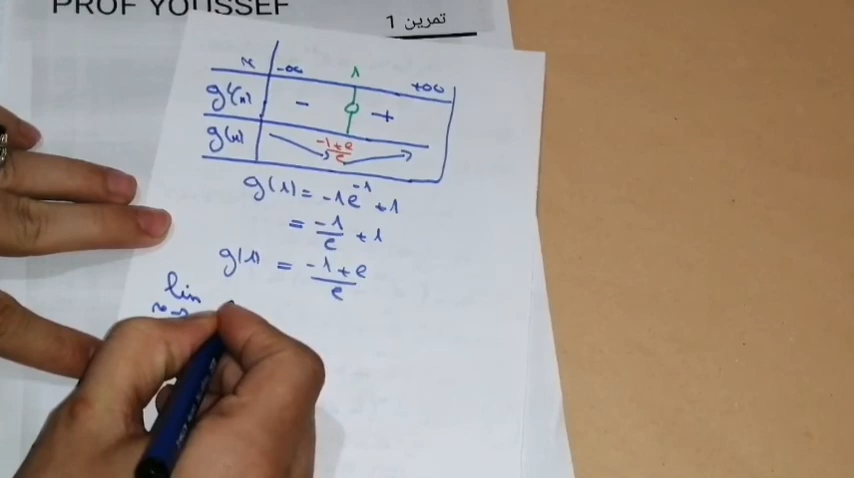 PROF YOUSSEF
تمرين 1
x -∞ 1 +∞
g'(x) - 0 +
g(x) -1+e/e
g(1) = -1e^-1 + 1
= -1/e + 1
g(1) = -1+e/e
lim
x→